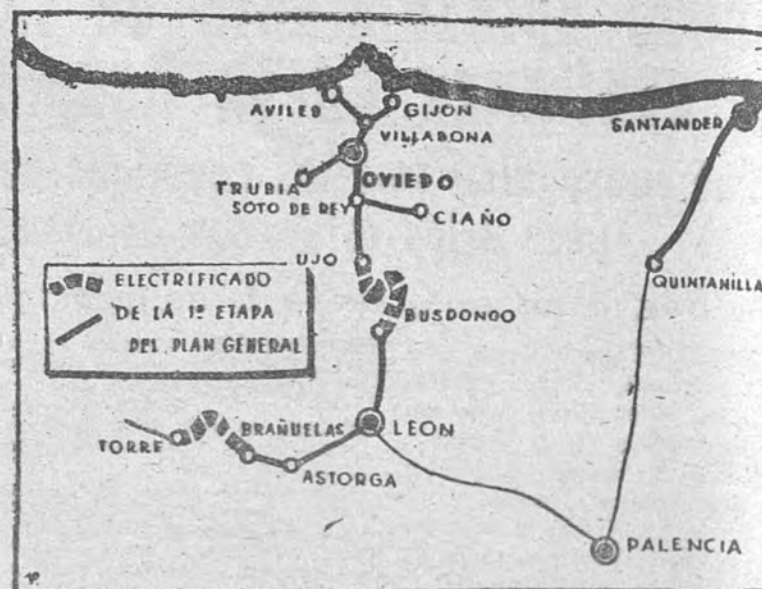 AVILES
GIJON
VILLABONA
SANTANDER
TRUBIA
OVIEDO
SOTO DE REY
CIAÑO
UJO
QUINTANILLA
ELECTRIFICADO
DE LA 1ª ETAPA
DEL PLAN GENERAL
BUSDONGO
BRAÑUELAS
LEON
TORRE
ASTORGA
PALENCIA